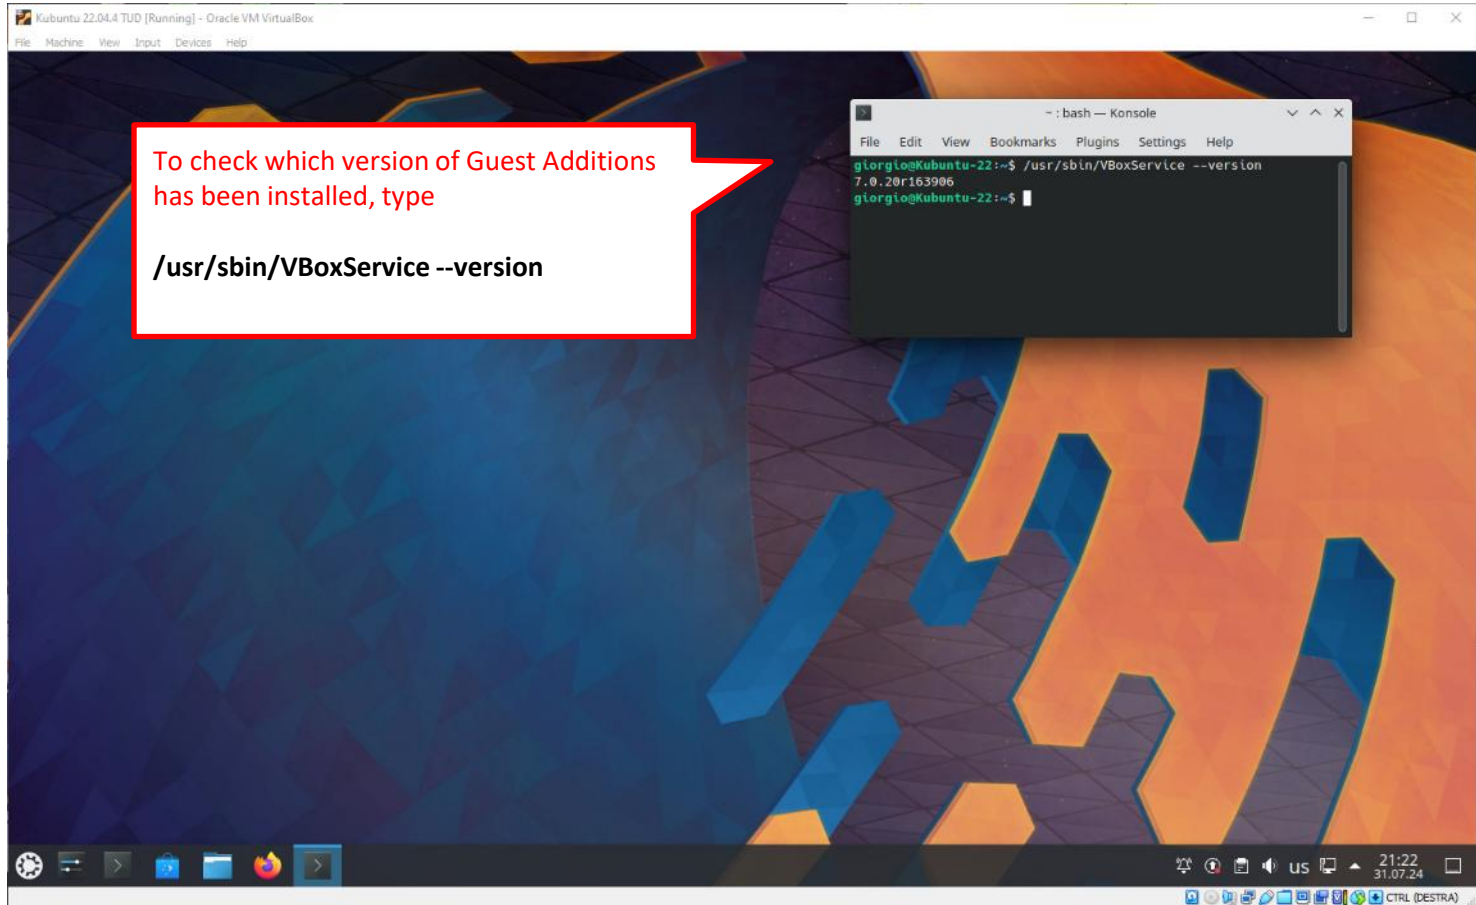 Kubuntu 22.04.4 TUD [Running] - Oracle VM VirtualBox
File Machine View Input Devices Help
To check which version of Guest Additions
has been installed, type
/usr/sbin/VBoxService --version
~ : bash — Konsole
File Edit View Bookmarks Plugins Settings Help
giorgio@Kubuntu-22:~$ /usr/sbin/VBoxService --version
7.0.20r163906
giorgio@Kubuntu-22:~$
us
21:22
31.07.24
CTRL (DESTRA)